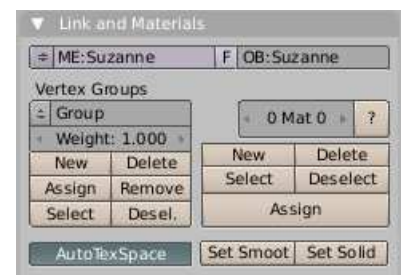 Link and Materials
ME:Suzanne F OB:Suzanne
Vertex Groups
Group
Weight: 1.000
New Delete
Assign Remove
Select Desel.
0 Mat 0 ?
New Delete
Select Deselect
Assign
AutoTexSpace Set Smoot Set Solid